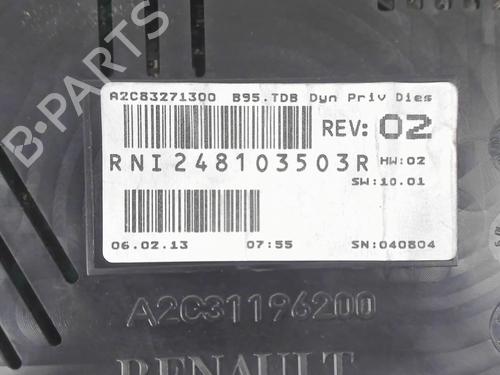 A2C83271300 B95.TDB Dyn Priv Dies
REV: 02
RNI248103503R
HW:02
SW:10.01
06.02.13 07:55 SN:040804
A2C31196200
RENAULT
B-PARTS